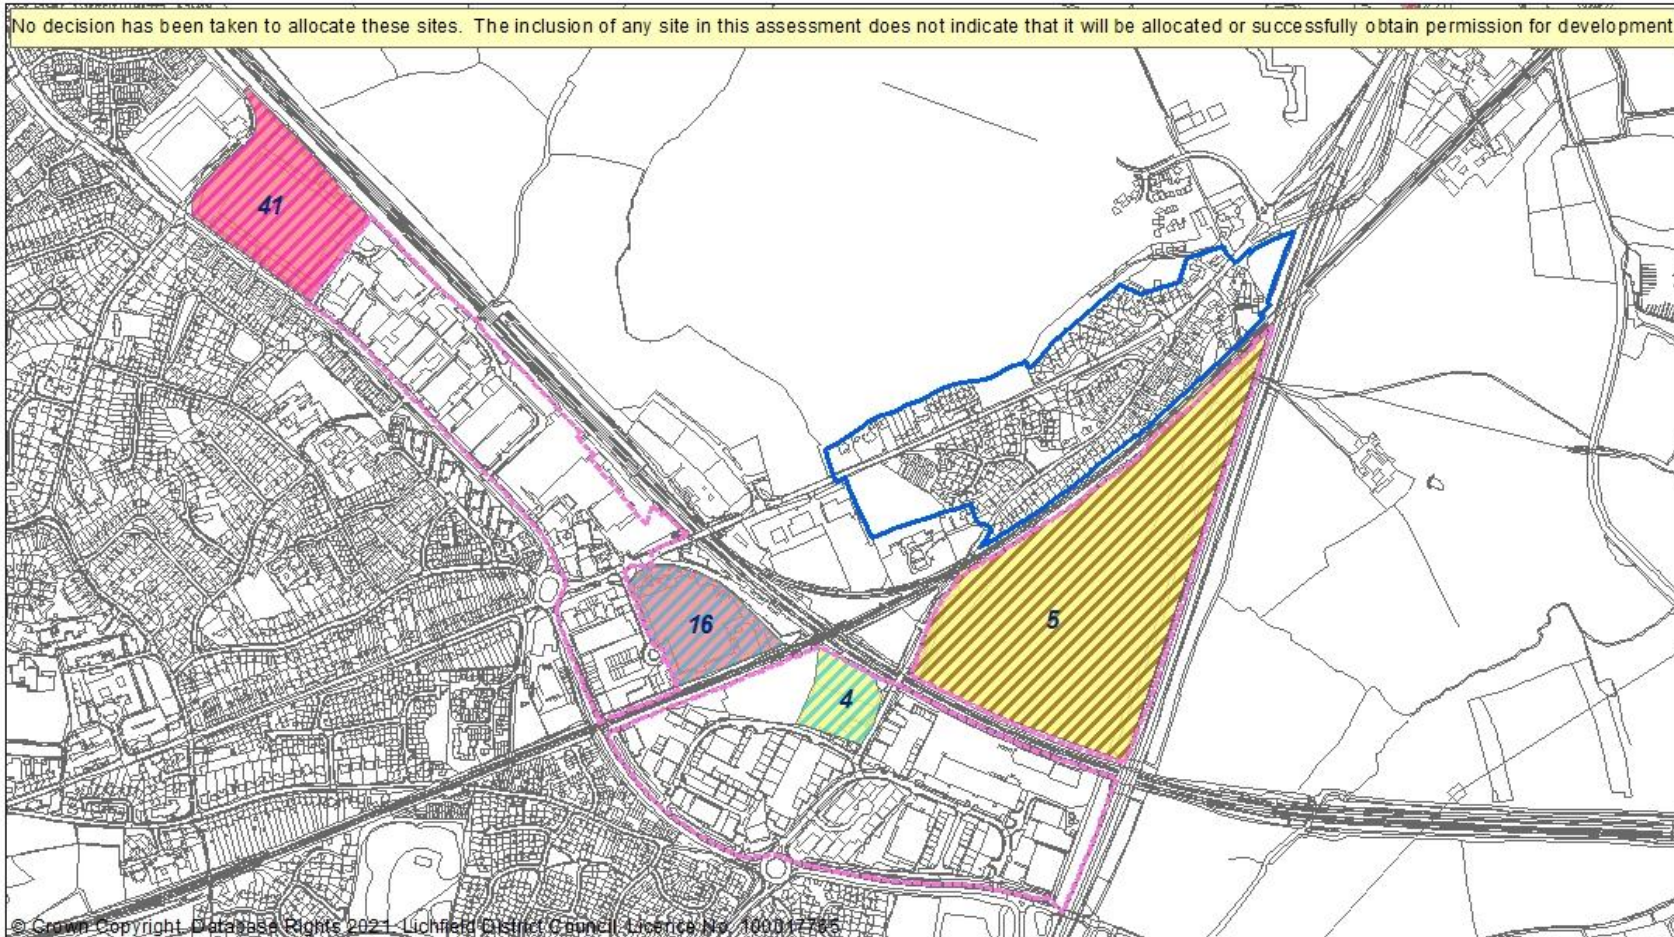 No decision has been taken to allocate these sites. The inclusion of any site in this assessment does not indicate that it will be allocated or successfully obtain permission for development
41
16
5
4
© Crown Copyright. Database Rights 2021. Lichfield District Council. Licence No. 100017765